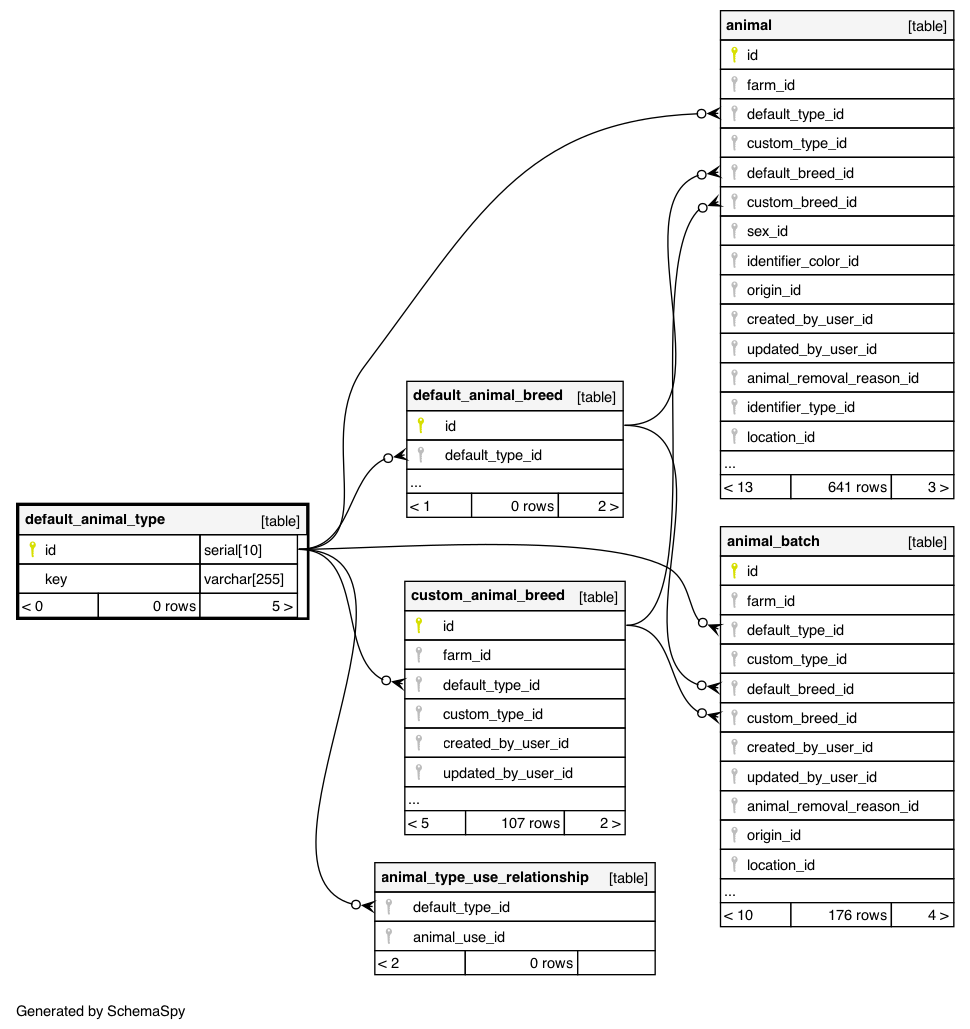 animal [table]
id
farm_id
default_type_id
custom_type_id
default_breed_id
custom_breed_id
sex_id
identifier_color_id
origin_id
created_by_user_id
updated_by_user_id
animal_removal_reason_id
identifier_type_id
location_id
...
< 13 641 rows 3 >
default_animal_breed [table]
id
default_type_id
...
< 1 0 rows 2 >
default_animal_type [table]
id serial[10]
key varchar[255]
< 0 0 rows 5 >
custom_animal_breed [table]
id
farm_id
default_type_id
custom_type_id
created_by_user_id
updated_by_user_id
...
< 5 107 rows 2 >
animal_batch [table]
id
farm_id
default_type_id
custom_type_id
default_breed_id
custom_breed_id
created_by_user_id
updated_by_user_id
animal_removal_reason_id
origin_id
location_id
...
< 10 176 rows 4 >
animal_type_use_relationship [table]
default_type_id
animal_use_id
< 2 0 rows
Generated by SchemaSpy